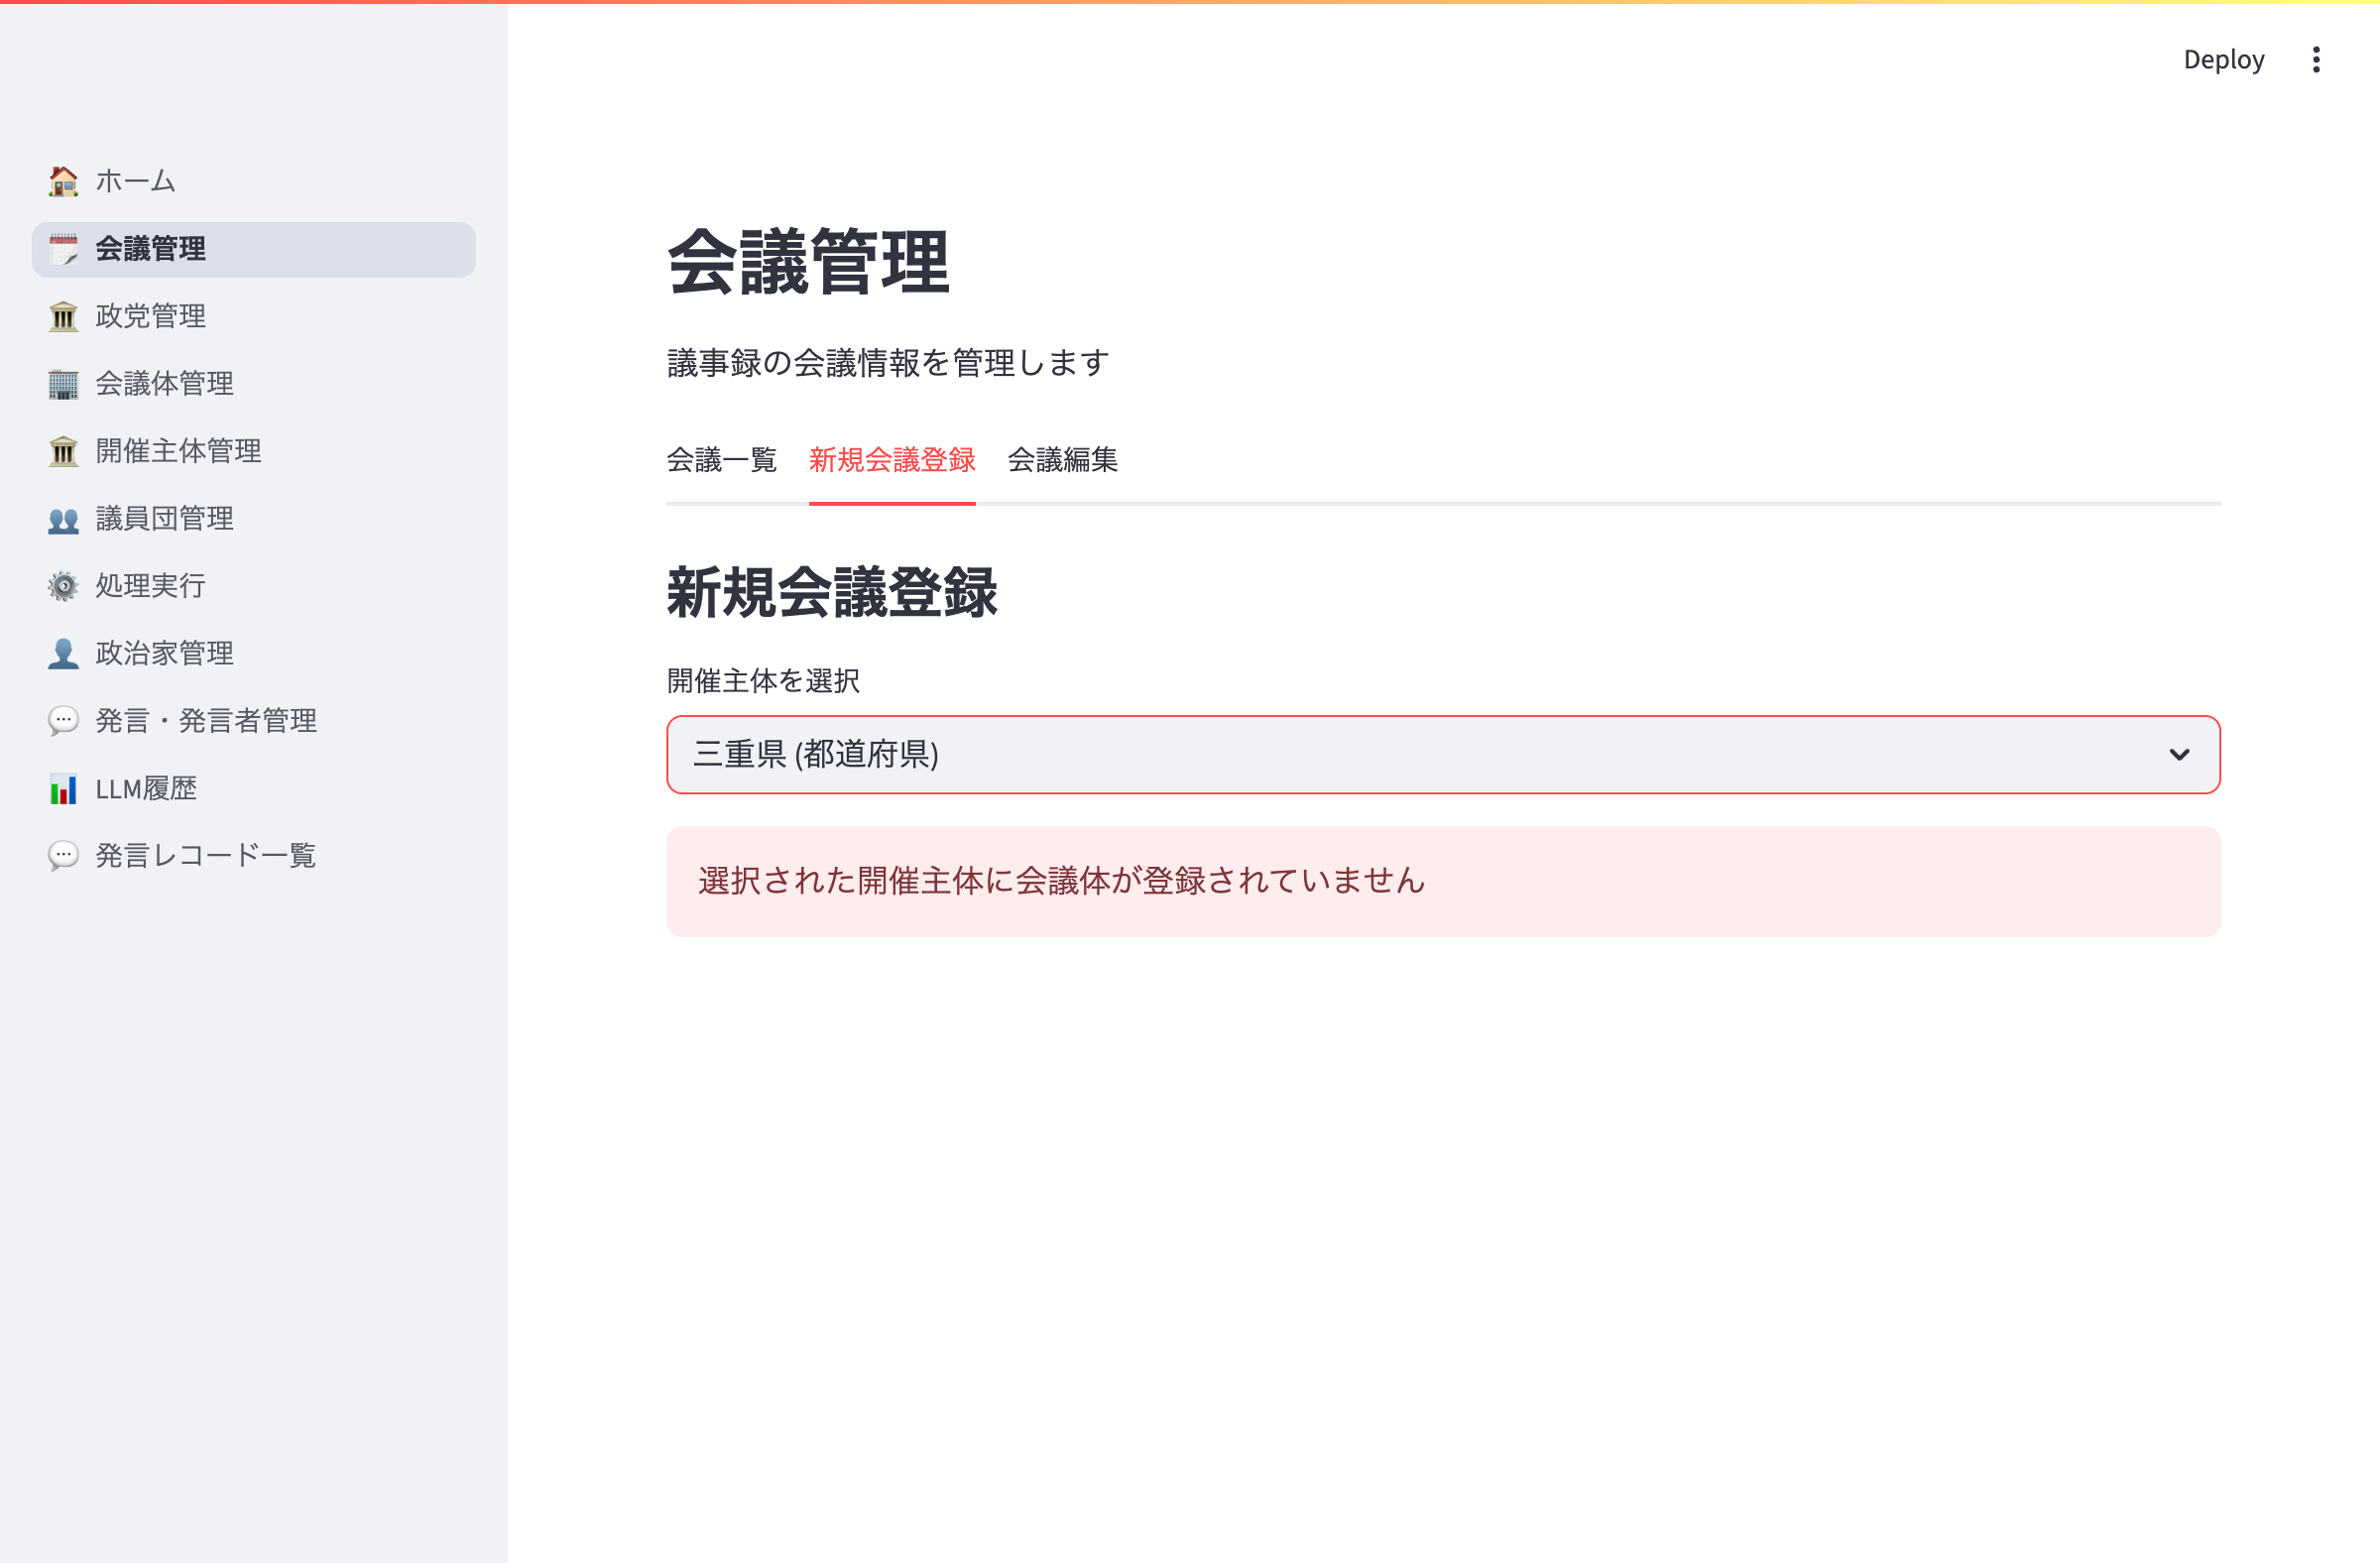 Deploy
ホーム
会議管理
政党管理
会議体管理
開催主体管理
議員団管理
処理実行
政治家管理
発言・発言者管理
LLM履歴
発言レコード一覧
会議管理
議事録の会議情報を管理します
会議一覧 新規会議登録 会議編集
新規会議登録
開催主体を選択
三重県 (都道府県)
選択された開催主体に会議体が登録されていません